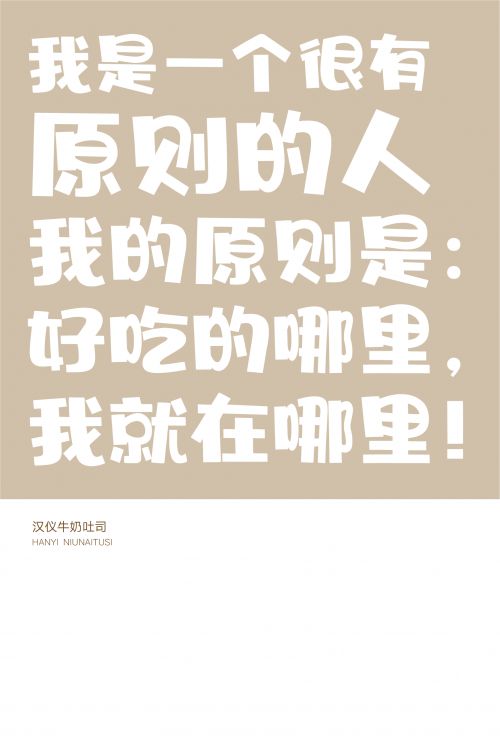 我是一个很有
原则的人
我的原则是：
好吃的哪里，
我就在哪里！
汉仪牛奶吐司
HANYI NIUNAITUSI